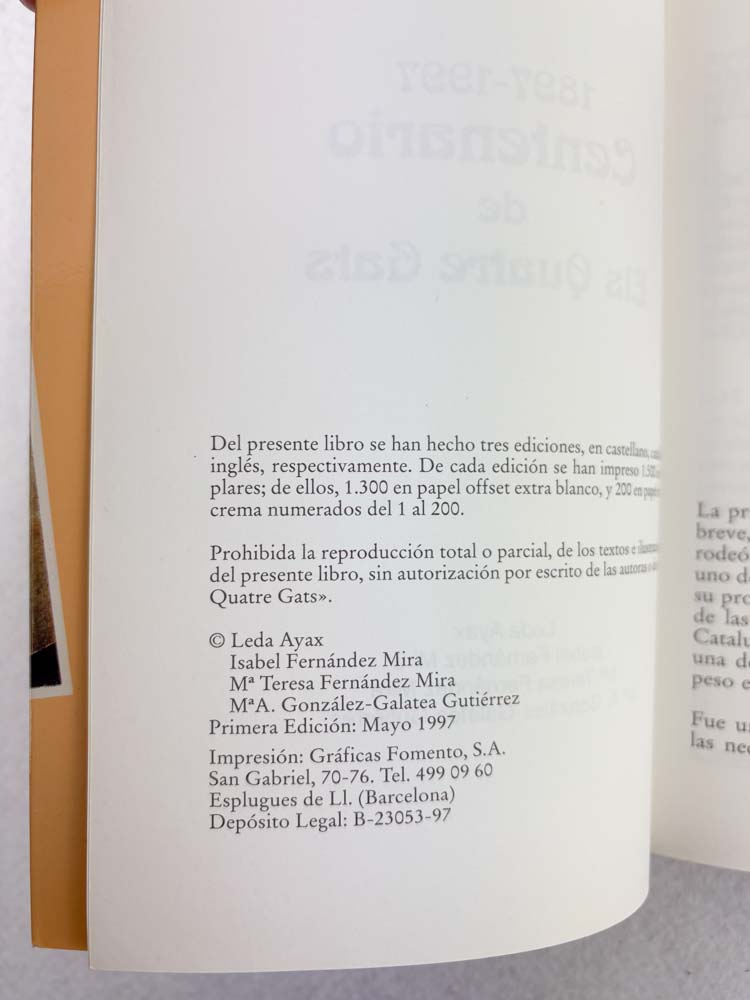 1897-1997
Centenario
de
Els Quatre Gats
Del presente libro se han hecho tres ediciones, en castellano,
inglés, respectivamente. De cada edición se han impreso 1.500
plares; de ellos, 1.300 en papel offset extra blanco, y 200 en papel
crema numerados del 1 al 200.
Prohibida la reproducción total o parcial, de los textos e
del presente libro, sin autorización por escrito de las autoras o
Quatre Gats».
© Leda Ayax
Isabel Fernández Mira
Mª Teresa Fernández Mira
MªA. González-Galatea Gutiérrez
Primera Edición: Mayo 1997
Impresión: Gráficas Fomento, S.A.
San Gabriel, 70-76. Tel. 499 09 60
Esplugues de Ll. (Barcelona)
Depósito Legal: B-23053-97
La pr
breve,
rodeó
uno d
su pro
de las
Catalu
una d
peso e
Fue u
las nec